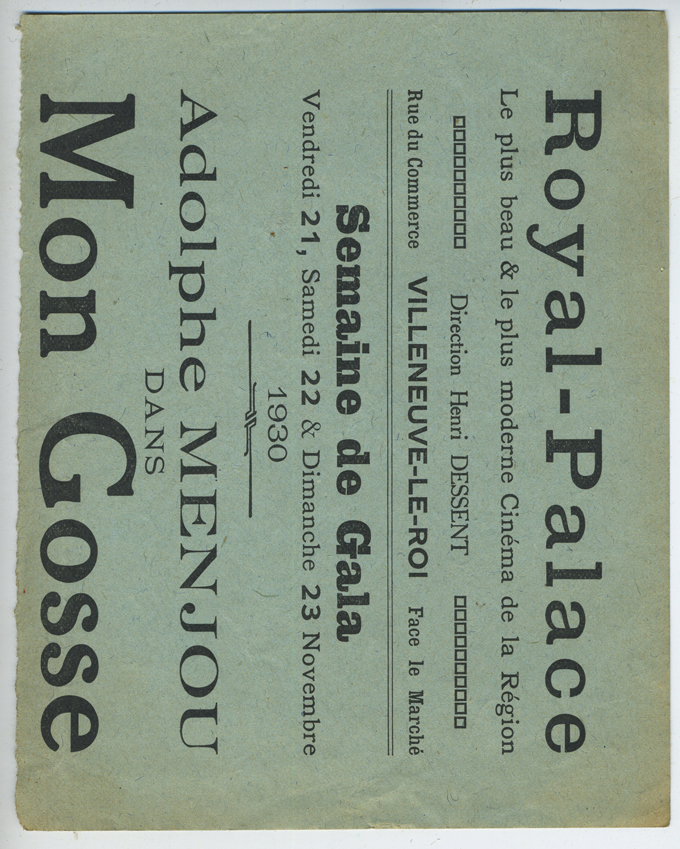 Royal-Palace
Le plus beau & le plus moderne Cinéma de la Région
Direction Henri DESSENT
Rue du Commerce VILLENEUVE-LE-ROI Face le Marché
Semaine de Gala
Vendredi 21, Samedi 22 & Dimanche 23 Novembre
1930
Adolphe MENJOU
DANS
Mon Gosse